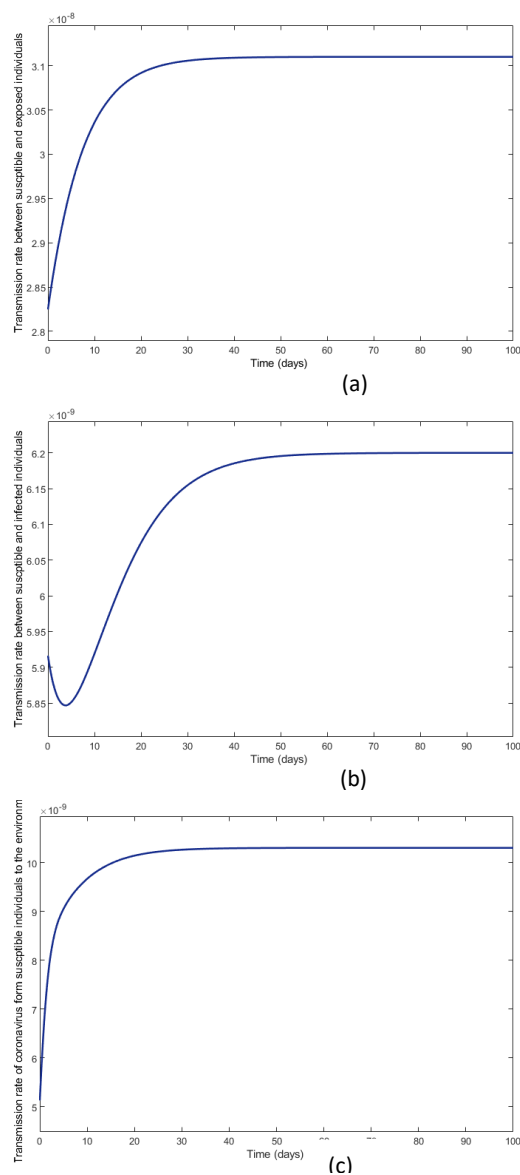 ×10⁻⁸
Transmission rate between suscptible and exposed individuals
3.1
3.05
3
2.95
2.9
2.85
2.8
0 10 20 30 40 50 60 70 80 90 100
Time (days)
(a)
×10⁻⁹
Transmission rate between suscptible and infected individuals
6.2
6.15
6.1
6.05
6
5.95
5.9
5.85
0 10 20 30 40 50 60 70 80 90 100
Time (days)
(b)
×10⁻⁹
Transmission rate of coronavirus form suscptible individuals to the environm
10
9
8
7
6
5
0 10 20 30 40 50 60 70 80 90 100
Time (days)
(c)